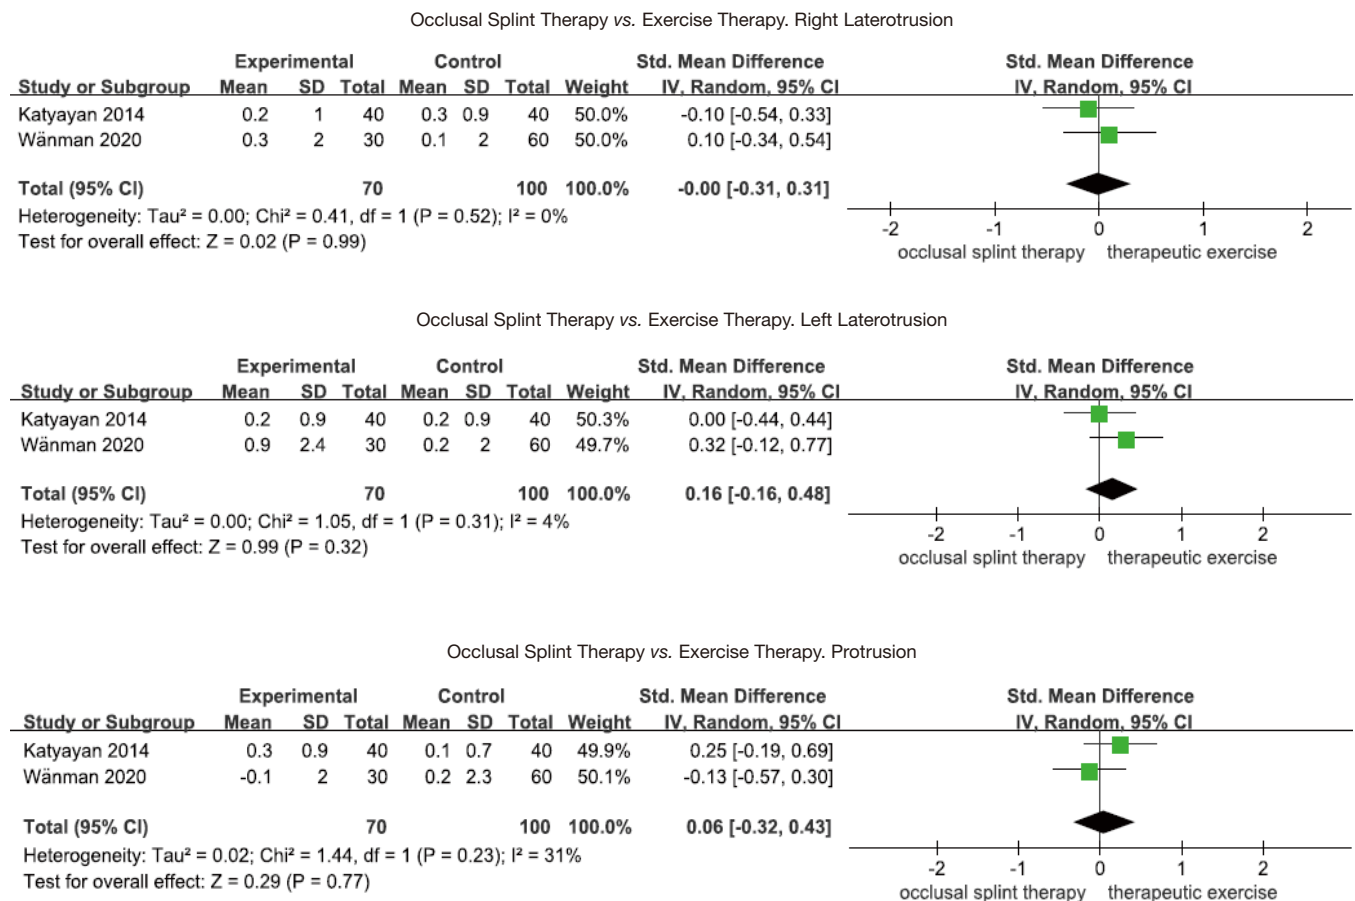 Occlusal Splint Therapy vs. Exercise Therapy. Right Laterotrusion
Experimental Control Std. Mean Difference Std. Mean Difference
Study or Subgroup Mean SD Total Mean SD Total Weight IV, Random, 95% CI IV, Random, 95% CI
Katyayan 2014 0.2 1 40 0.3 0.9 40 50.0% -0.10 [-0.54, 0.33]
Wänman 2020 0.3 2 30 0.1 2 60 50.0% 0.10 [-0.34, 0.54]
Total (95% CI) 70 100 100.0% -0.00 [-0.31, 0.31]
Heterogeneity: Tau² = 0.00; Chi² = 0.41, df = 1 (P = 0.52); I² = 0%
Test for overall effect: Z = 0.02 (P = 0.99)
-2 -1 0 1 2
occlusal splint therapy therapeutic exercise
Occlusal Splint Therapy vs. Exercise Therapy. Left Laterotrusion
Experimental Control Std. Mean Difference Std. Mean Difference
Study or Subgroup Mean SD Total Mean SD Total Weight IV, Random, 95% CI IV, Random, 95% CI
Katyayan 2014 0.2 0.9 40 0.2 0.9 40 50.3% 0.00 [-0.44, 0.44]
Wänman 2020 0.9 2.4 30 0.2 2 60 49.7% 0.32 [-0.12, 0.77]
Total (95% CI) 70 100 100.0% 0.16 [-0.16, 0.48]
Heterogeneity: Tau² = 0.00; Chi² = 1.05, df = 1 (P = 0.31); I² = 4%
Test for overall effect: Z = 0.99 (P = 0.32)
-2 -1 0 1 2
occlusal splint therapy therapeutic exercise
Occlusal Splint Therapy vs. Exercise Therapy. Protrusion
Experimental Control Std. Mean Difference Std. Mean Difference
Study or Subgroup Mean SD Total Mean SD Total Weight IV, Random, 95% CI IV, Random, 95% CI
Katyayan 2014 0.3 0.9 40 0.1 0.7 40 49.9% 0.25 [-0.19, 0.69]
Wänman 2020 -0.1 2 30 0.2 2.3 60 50.1% -0.13 [-0.57, 0.30]
Total (95% CI) 70 100 100.0% 0.06 [-0.32, 0.43]
Heterogeneity: Tau² = 0.02; Chi² = 1.44, df = 1 (P = 0.23); I² = 31%
Test for overall effect: Z = 0.29 (P = 0.77)
-2 -1 0 1 2
occlusal splint therapy therapeutic exercise